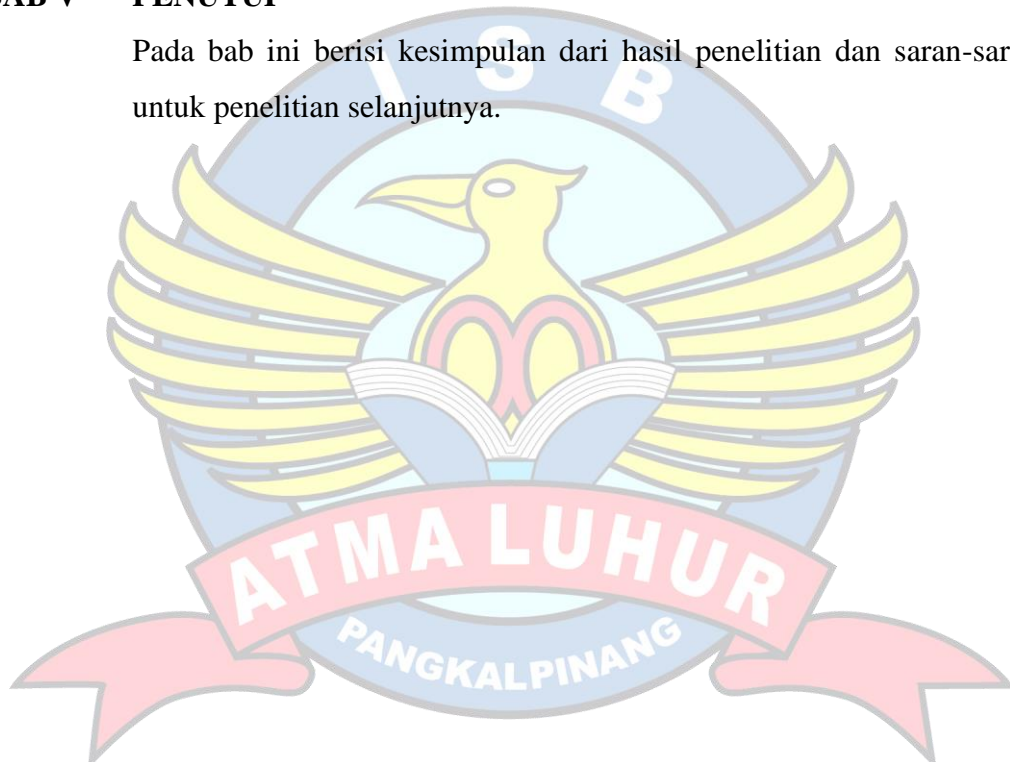 BAB V PENUTUP
Pada bab ini berisi kesimpulan dari hasil penelitian dan saran-sar
untuk penelitian selanjutnya.
I S B
ATMA LUHUR
PANGKALPINANG